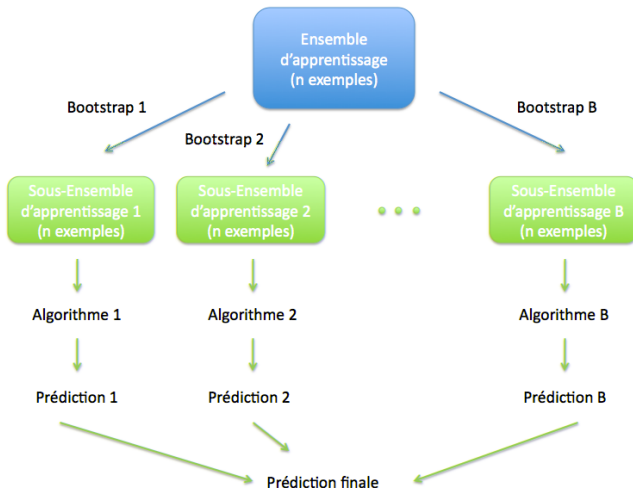 Ensemble
d'apprentissage
(n exemples)
Bootstrap 1
Bootstrap 2
Bootstrap B
Sous-Ensemble
d'apprentissage 1
(n exemples)
Sous-Ensemble
d'apprentissage 2
(n exemples)
Sous-Ensemble
d'apprentissage B
(n exemples)
Algorithme 1
Algorithme 2
Algorithme B
Prédiction 1
Prédiction 2
Prédiction B
Prédiction finale